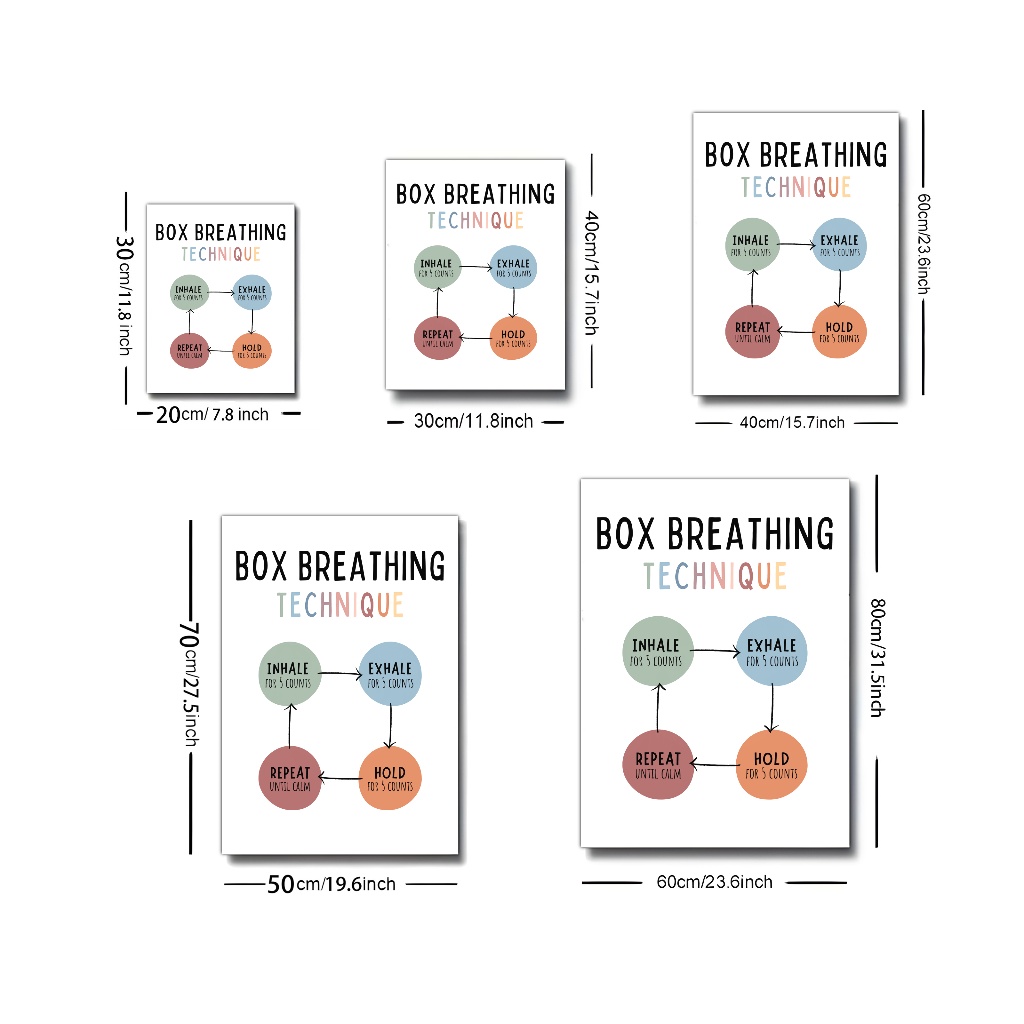 BOX BREATHING
TECHNIQUE
INHALE
FOR 5 COUNTS
EXHALE
FOR 5 COUNTS
REPEAT
UNTIL CALM
HOLD
FOR 5 COUNTS
30cm/11.8 inch
20cm/ 7.8 inch
BOX BREATHING
TECHNIQUE
INHALE
FOR 5 COUNTS
EXHALE
FOR 5 COUNTS
REPEAT
UNTIL CALM
HOLD
FOR 5 COUNTS
40cm/15.7inch
30cm/11.8inch
BOX BREATHING
TECHNIQUE
INHALE
FOR 5 COUNTS
EXHALE
FOR 5 COUNTS
REPEAT
UNTIL CALM
HOLD
FOR 5 COUNTS
60cm/23.6inch
40cm/15.7inch
BOX BREATHING
TECHNIQUE
INHALE
FOR 5 COUNTS
EXHALE
FOR 5 COUNTS
REPEAT
UNTIL CALM
HOLD
FOR 5 COUNTS
70cm/27.5inch
50cm/19.6inch
BOX BREATHING
TECHNIQUE
INHALE
FOR 5 COUNTS
EXHALE
FOR 5 COUNTS
REPEAT
UNTIL CALM
HOLD
FOR 5 COUNTS
80cm/31.5inch
60cm/23.6inch